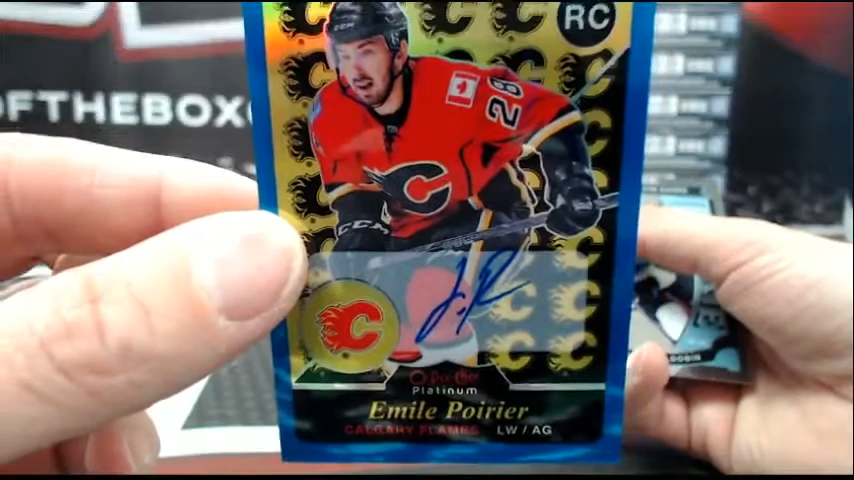 OFTHEBOX.C
RC
28
CCM
O-Pee-Chee
Platinum
Emile Poirier
CALGARY FLAMES LW / AG